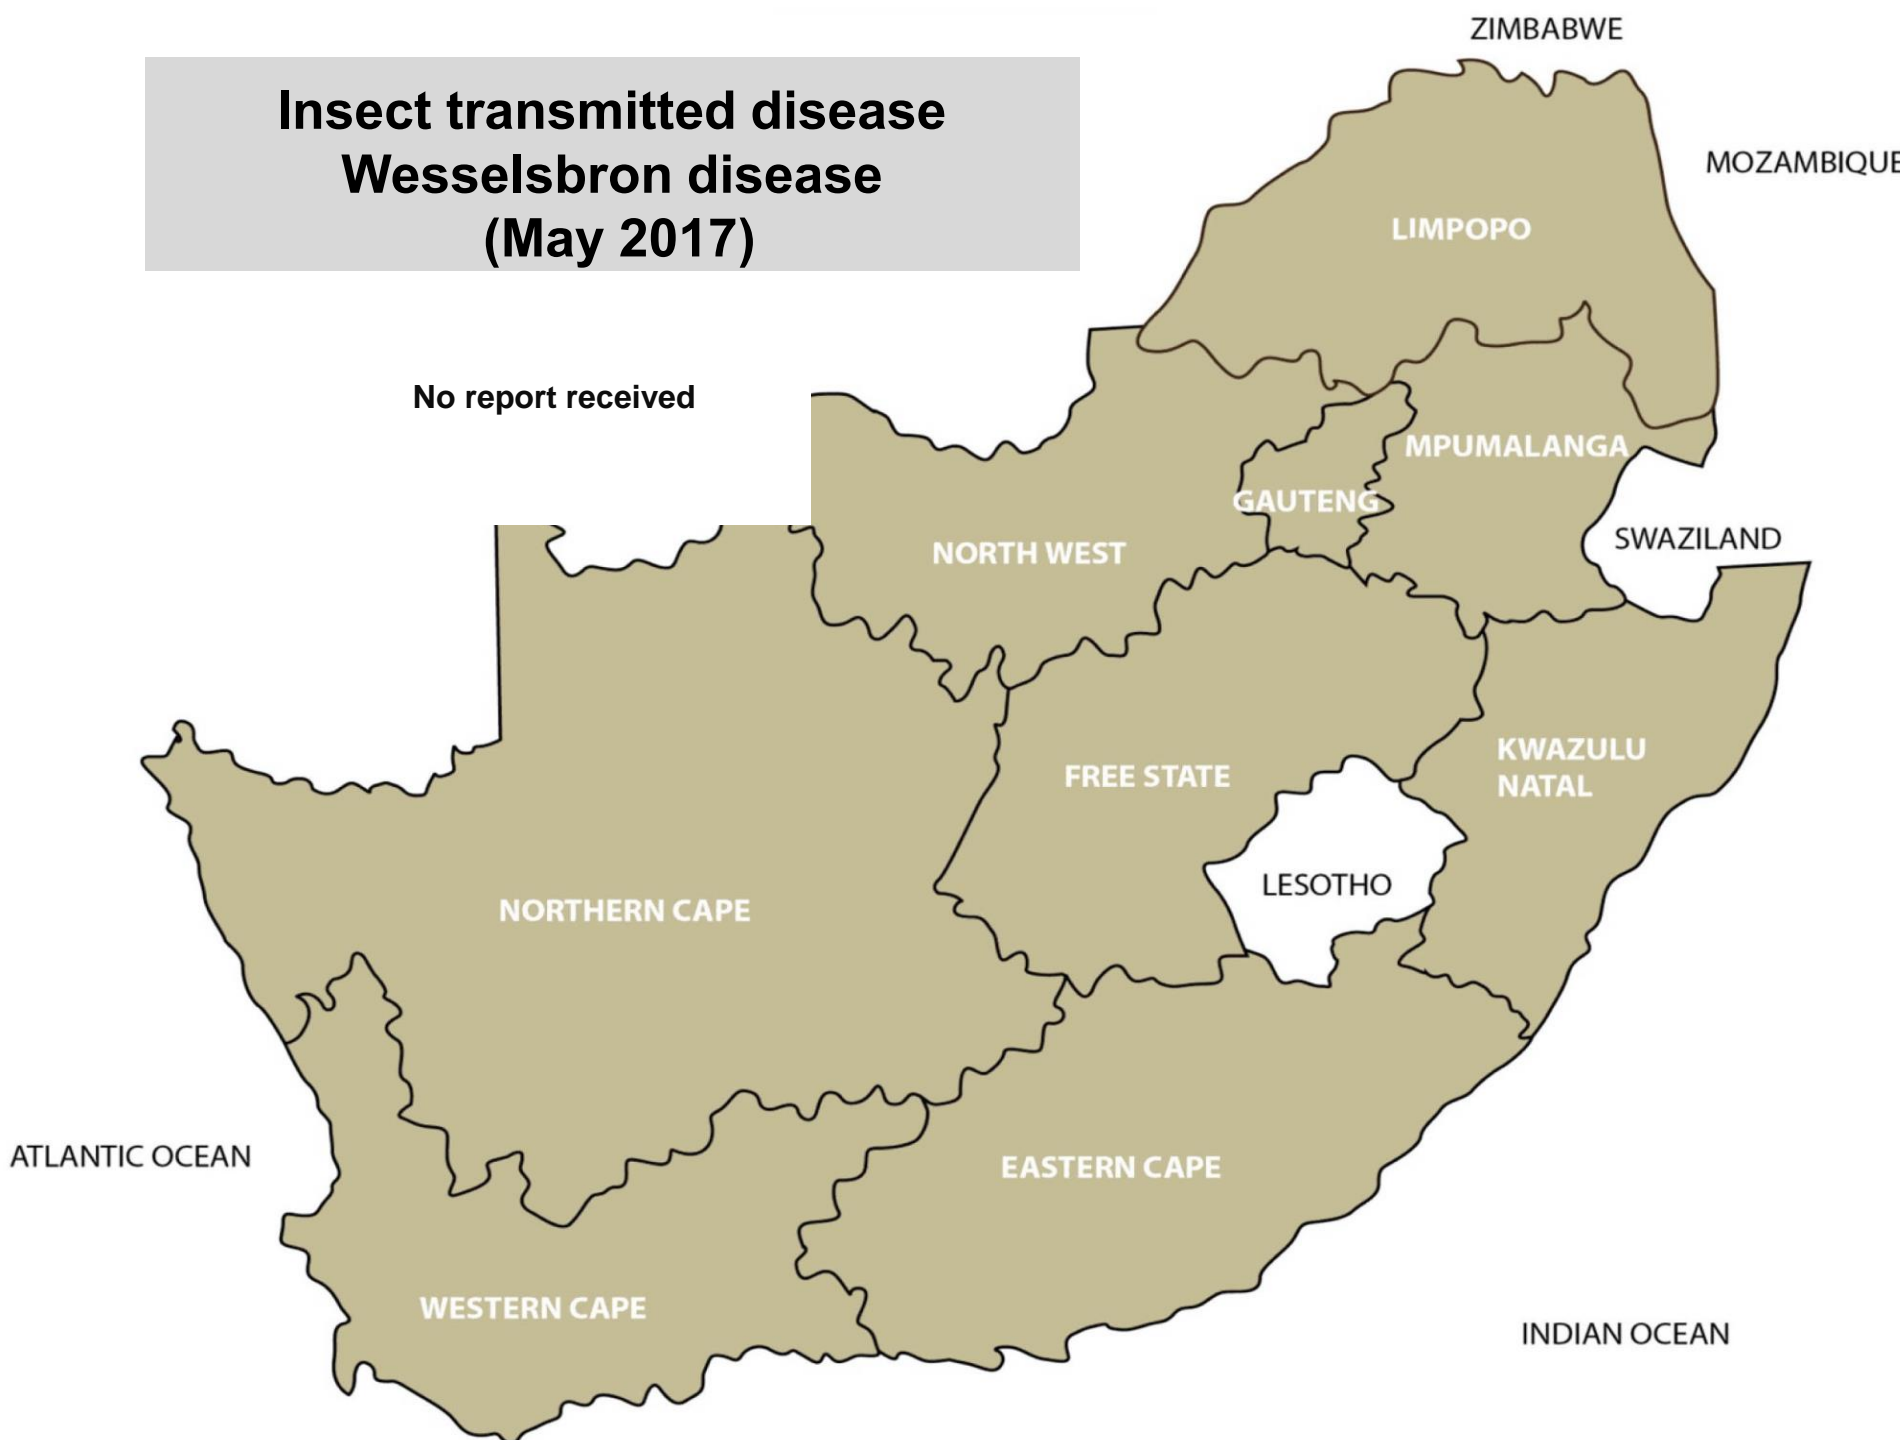 ZIMBABWE
Insect transmitted disease
Wesselsbron disease
(May 2017)
MOZAMBIQUE
LIMPOPO
No report received
MPUMALANGA
GAUTENG
SWAZILAND
NORTH WEST
KWAZULU
NATAL
FREE STATE
LESOTHO
NORTHERN CAPE
ATLANTIC OCEAN
EASTERN CAPE
WESTERN CAPE
INDIAN OCEAN